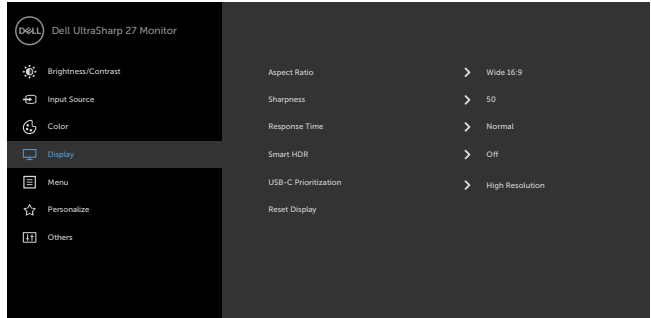 DELL Dell UltraSharp 27 Monitor
Brightness/Contrast
Input Source
Color
Display
Menu
Personalize
Others
Aspect Ratio Wide 16:9
Sharpness 50
Response Time Normal
Smart HDR Off
USB-C Prioritization High Resolution
Reset Display